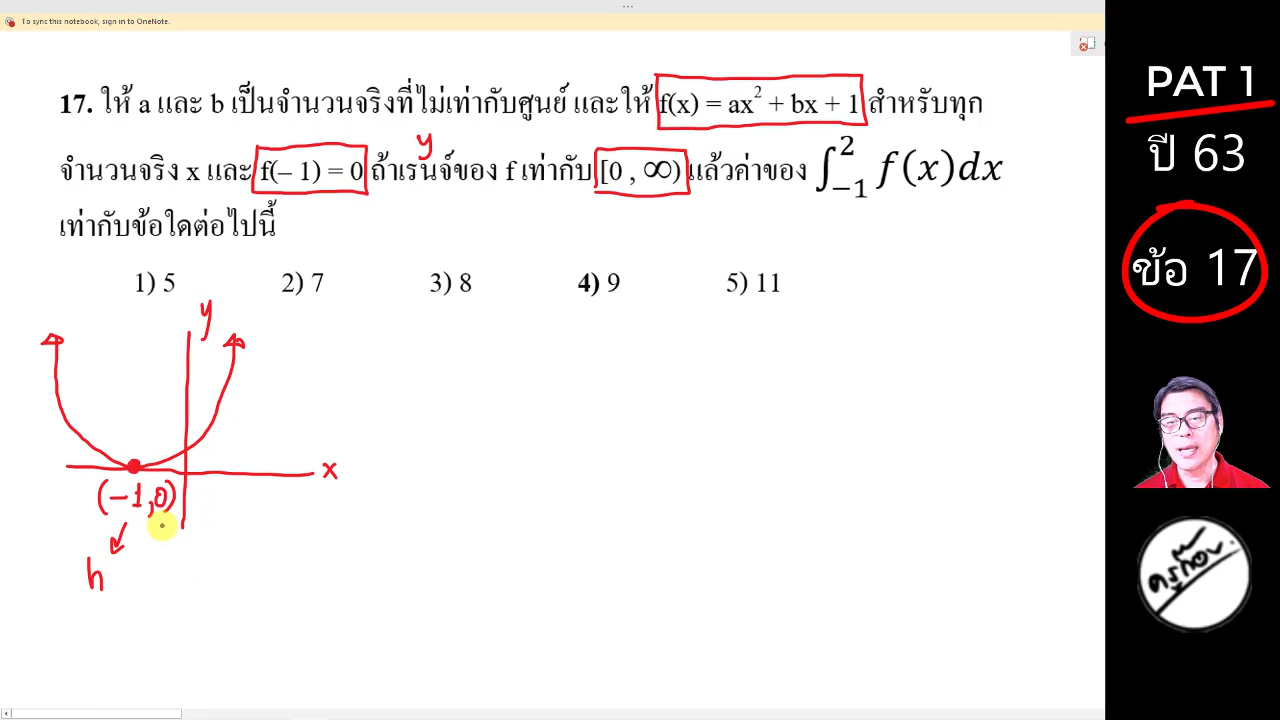 To sync this notebook, sign in to OneNote.
17. ให้ a และ b เป็นจำนวนจริงที่ไม่เท่ากับศูนย์ และให้ f(x) = ax² + bx + 1 สำหรับทุก
y
จำนวนจริง x และ f(– 1) = 0 ถ้าเรนจ์ของ f เท่ากับ [0 , ∞) แล้วค่าของ ∫₋₁² f(x)dx
เท่ากับข้อใดต่อไปนี้
1) 5 2) 7 3) 8 4) 9 5) 11
y
x
(–1,0)
h
PAT 1
ปี 63
ข้อ 17
ครูก๊อบ